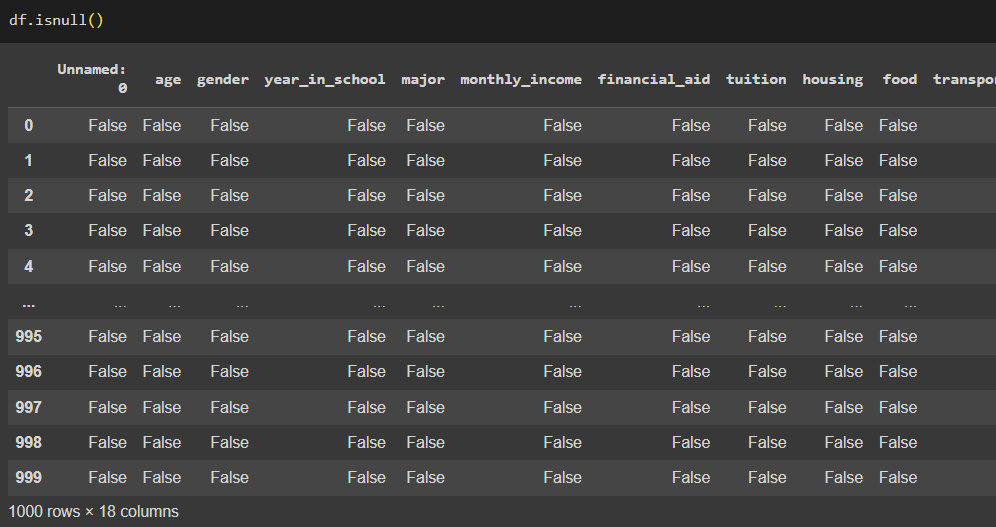 df.isnull()
Unnamed: 0 age gender year_in_school major monthly_income financial_aid tuition housing food transpor
0 False False False False False False False False False False
1 False False False False False False False False False False
2 False False False False False False False False False False
3 False False False False False False False False False False
4 False False False False False False False False False False
... ... ... ... ... ... ... ... ... ... ...
995 False False False False False False False False False False
996 False False False False False False False False False False
997 False False False False False False False False False False
998 False False False False False False False False False False
999 False False False False False False False False False False
1000 rows × 18 columns